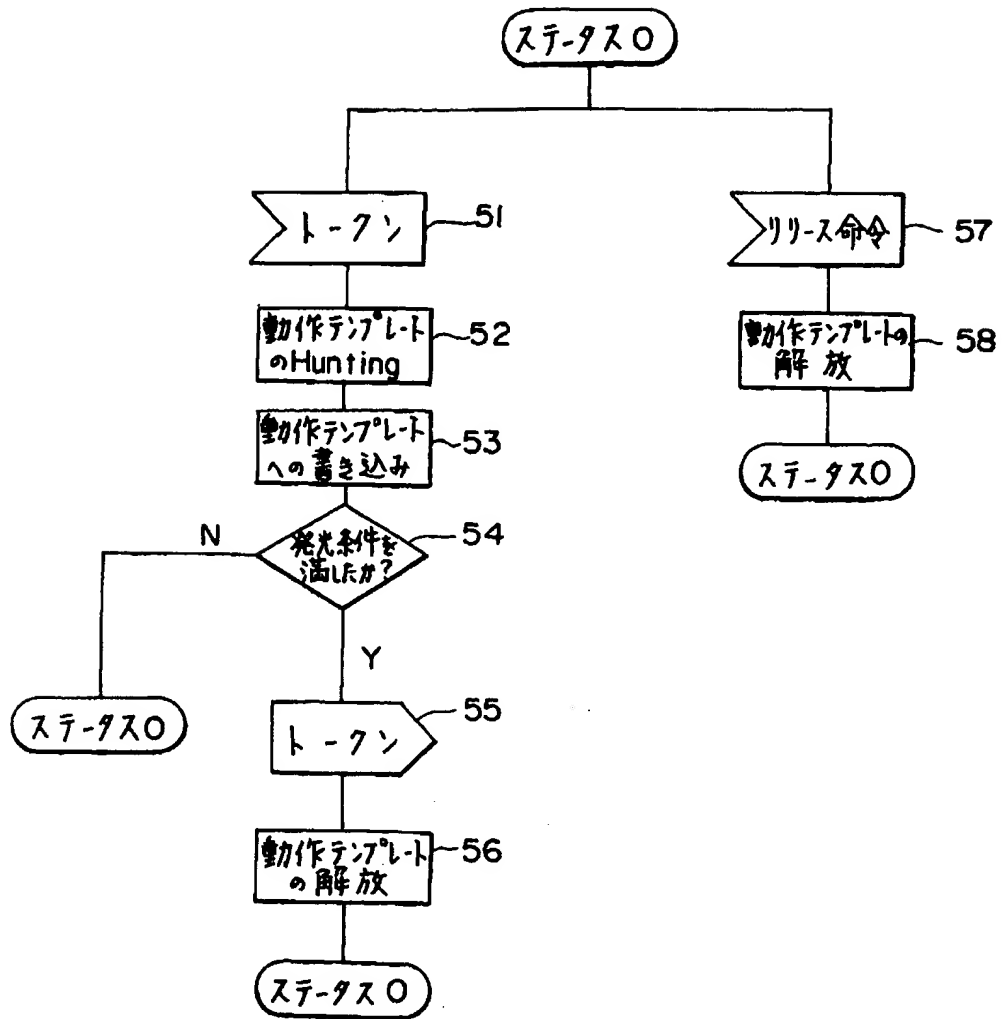 ステータス0
トークン
51
動作テンプレート
のHunting
52
動作テンプレート
への書き込み
53
発光条件を
満したか?
54
N
Y
ステータス0
トークン
55
動作テンプレート
の解放
56
ステータス0
リリース命令
57
動作テンプレートの
解放
58
ステータス0